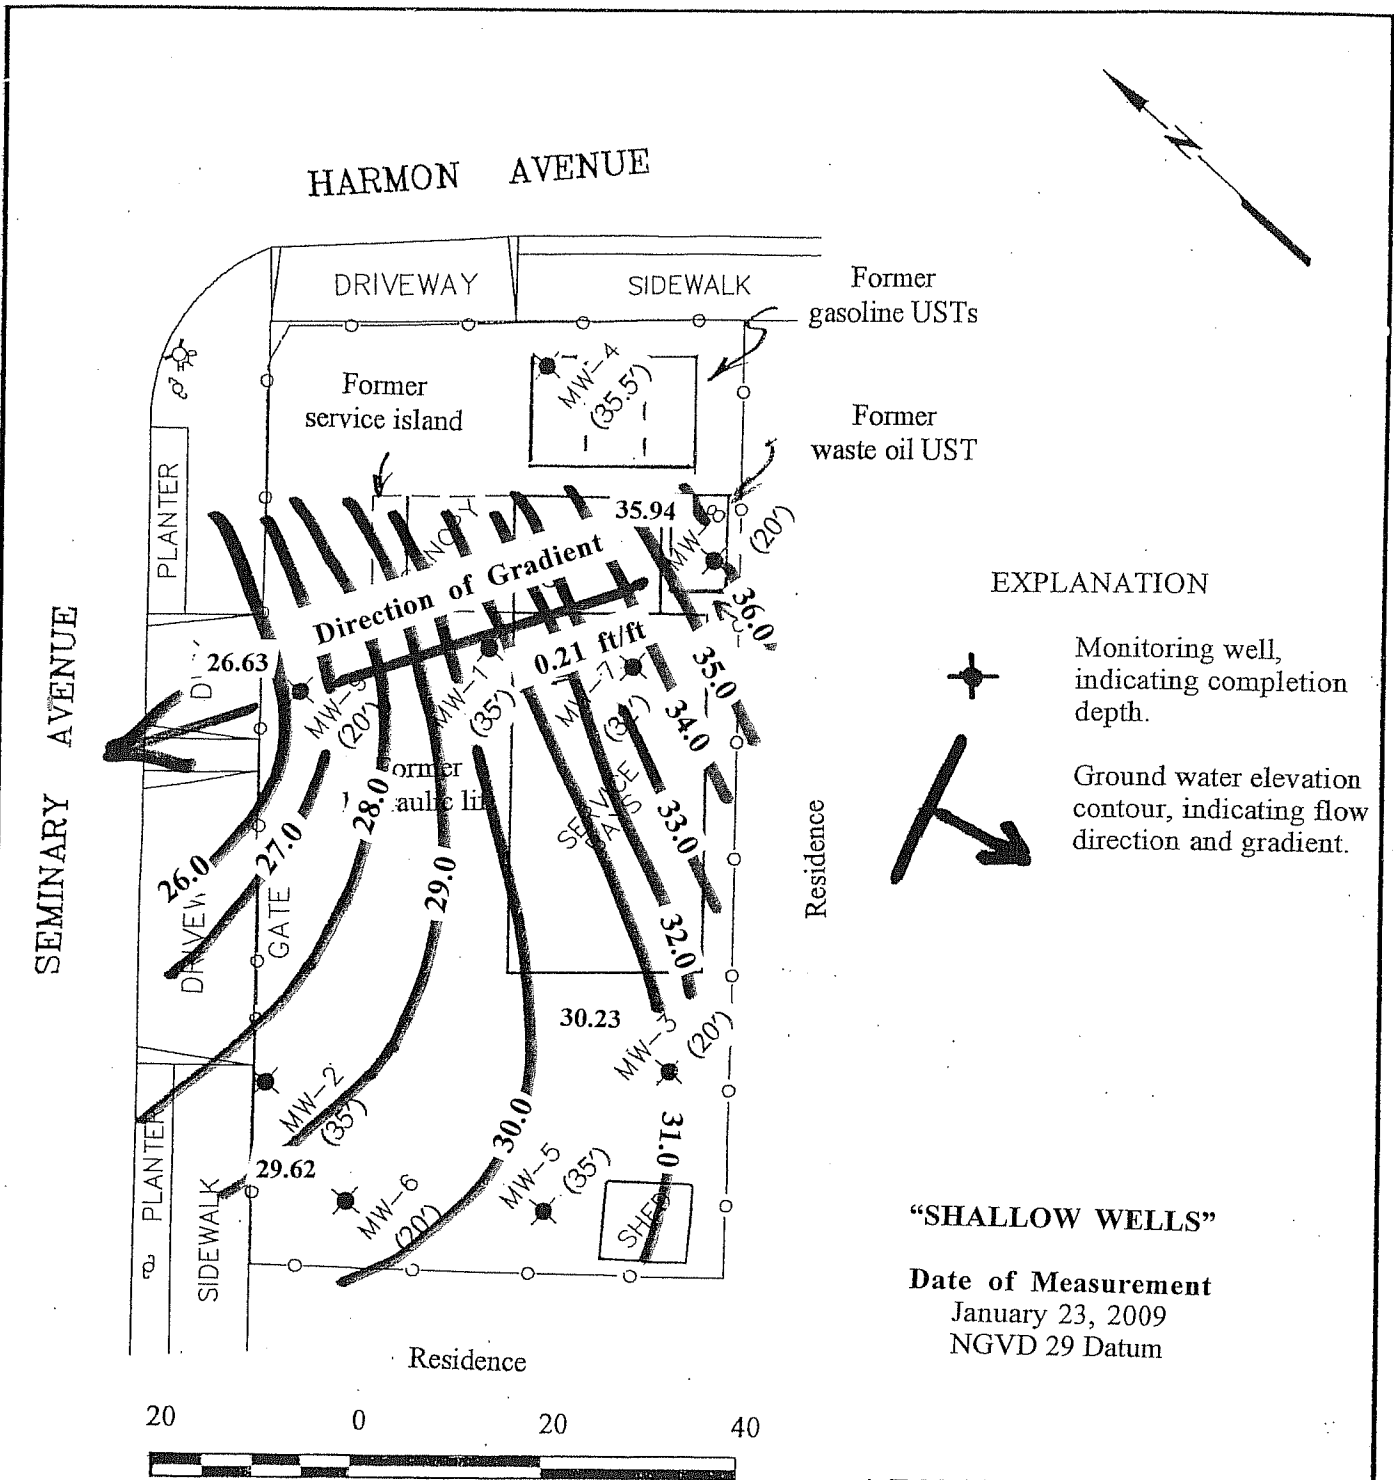 HARMON AVENUE
N
DRIVEWAY
SIDEWALK
Former
gasoline USTs
MW-4
(35.5')
Former
service island
Former
waste oil UST
PLANTER
35.94
MW-8
(20')
Direction of Gradient
0.21 ft/ft
36.0
35.0
34.0
33.0
32.0
31.0
30.0
29.0
28.0
27.0
26.0
26.63
MW-9
(20')
MW-1
(35')
MW-7
SERVICE
BAYS
GATE
SEMINARY AVENUE
Residence
30.23
MW-3
(20')
MW-2
(35')
29.62
MW-6
(20')
MW-5
(35')
SHED
PLANTER
SIDEWALK
Residence
EXPLANATION
Monitoring well,
indicating completion
depth.
Ground water elevation
contour, indicating flow
direction and gradient.
“SHALLOW WELLS”
Date of Measurement
January 23, 2009
NGVD 29 Datum
20 0 20 40